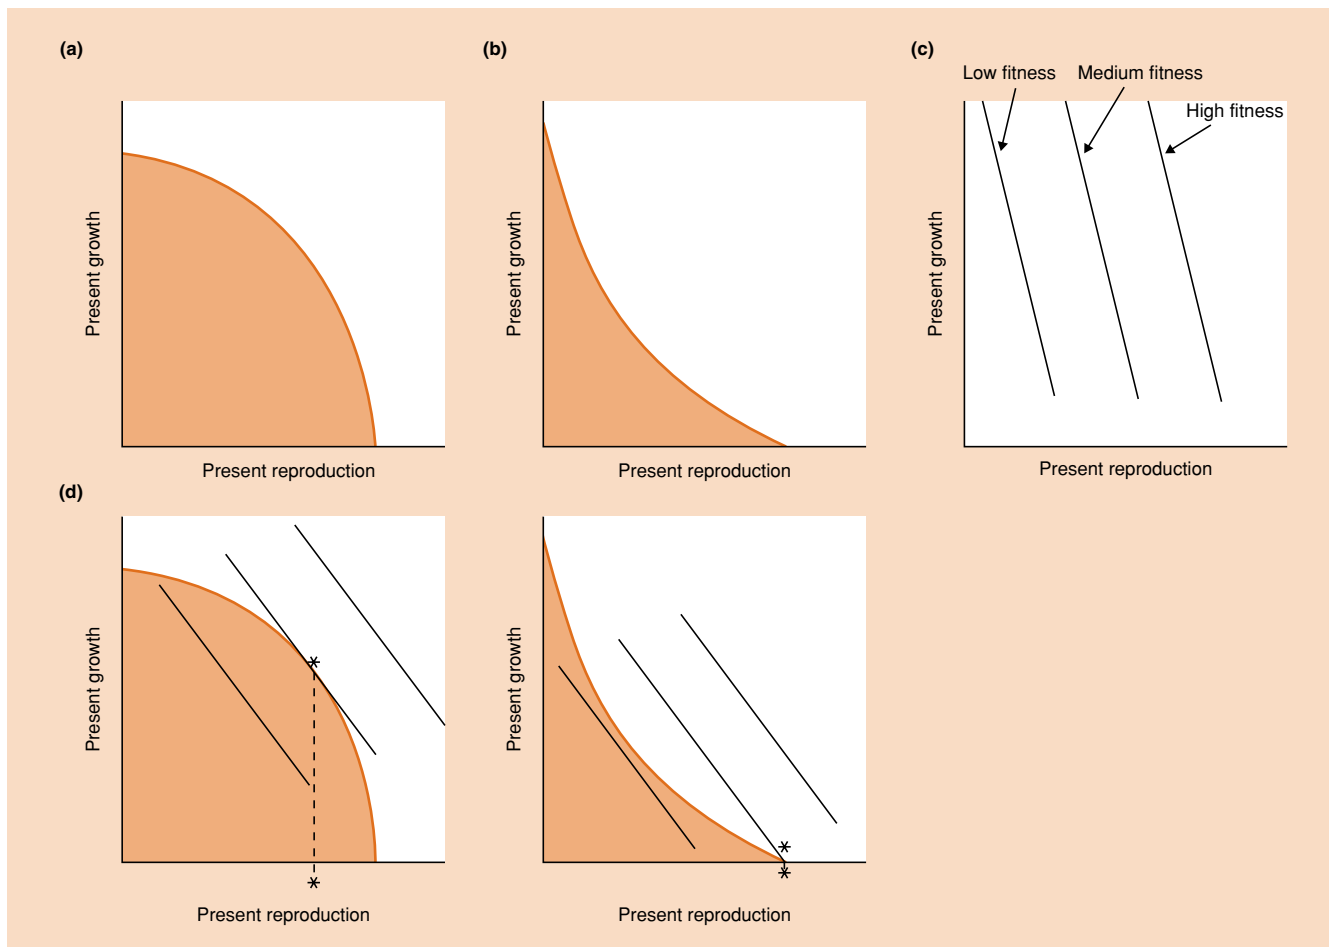 (a)
(b)
(c)
Low fitness
Medium fitness
High fitness
Present growth
Present growth
Present growth
Present reproduction
Present reproduction
Present reproduction
(d)
Present growth
Present growth
*
*
*
*
Present reproduction
Present reproduction